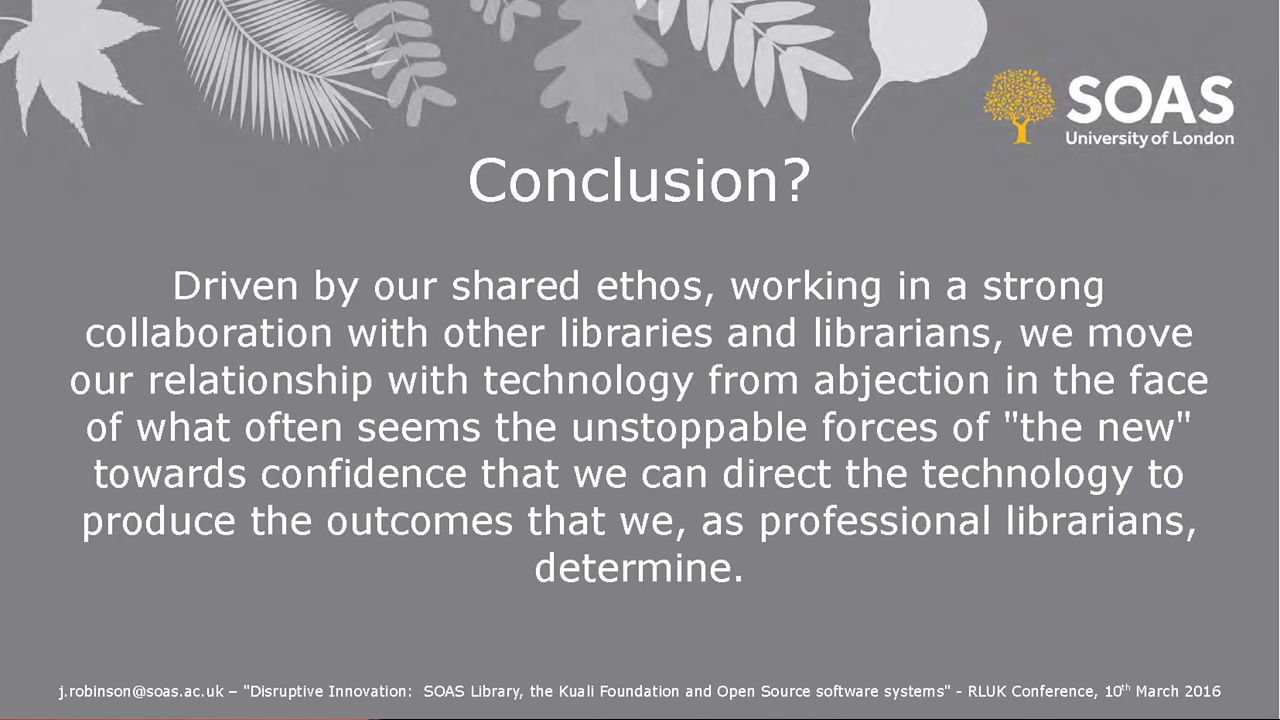 SOAS
University of London
Conclusion?
Driven by our shared ethos, working in a strong
collaboration with other libraries and librarians, we move
our relationship with technology from abjection in the face
of what often seems the unstoppable forces of "the new"
towards confidence that we can direct the technology to
produce the outcomes that we, as professional librarians,
determine.
j.robinson@soas.ac.uk – "Disruptive Innovation:  SOAS Library, the Kuali Foundation and Open Source software systems" - RLUK Conference, 10th March 2016